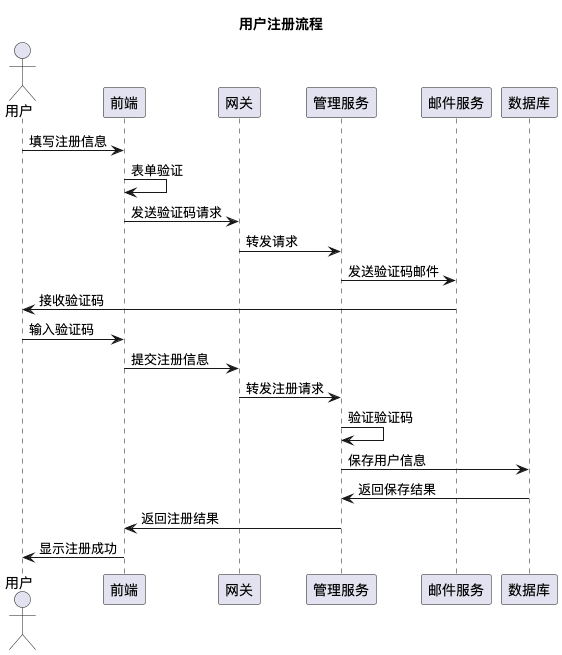 用户注册流程
用户
前端
网关
管理服务
邮件服务
数据库
填写注册信息
表单验证
发送验证码请求
转发请求
发送验证码邮件
接收验证码
输入验证码
提交注册信息
转发注册请求
验证验证码
保存用户信息
返回保存结果
返回注册结果
显示注册成功
用户
前端
网关
管理服务
邮件服务
数据库